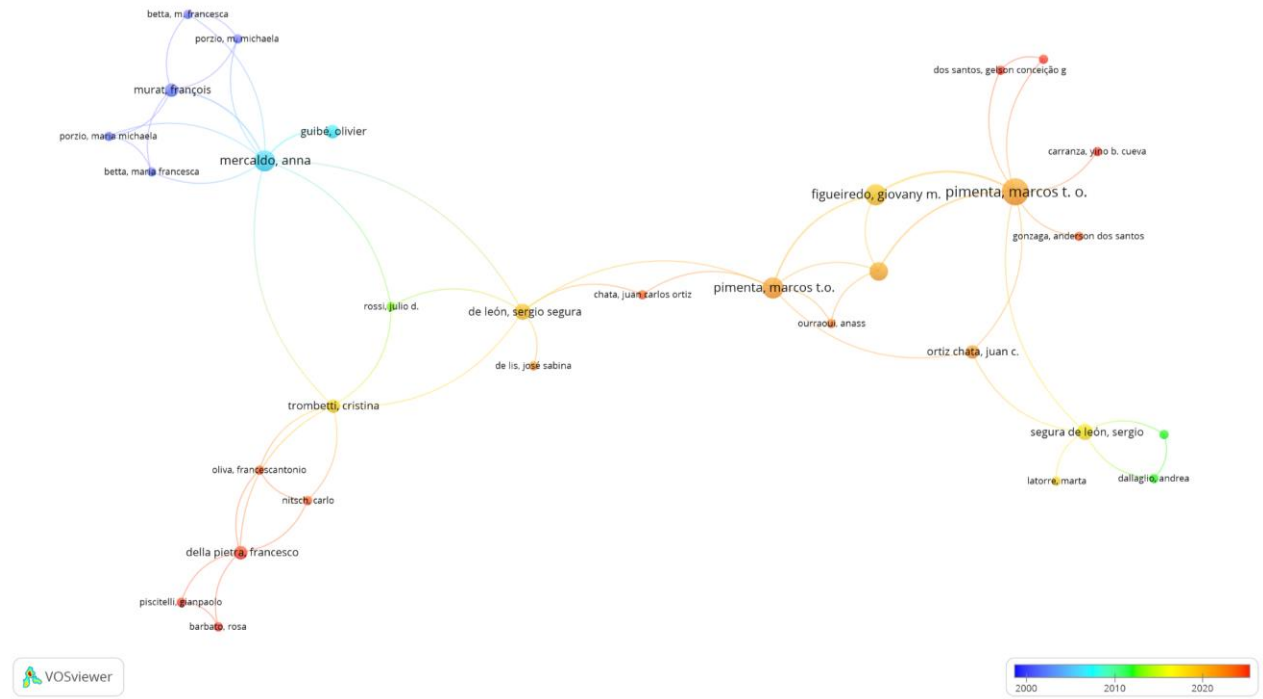 betta, m. francesca
porzio, m. michaela
murat, françois
porzio, maria michaela
betta, maria francesca
guibé, olivier
mercaldo, anna
dos santos, gelson conceição g
carranza, yino b. cueva
figueiredo, giovany m.
pimenta, marcos t. o.
gonzaga, anderson dos santos
pimenta, marcos t.o.
chata, juan carlos ortiz
rossi, julio d.
de león, sergio segura
ourraoui, anass
de lis, josé sabina
ortiz chata, juan c.
trombetti, cristina
segura de león, sergio
latorre, marta
dallaglio, andrea
oliva, francescantonio
nitsch, carlo
della pietra, francesco
piscitelli, gianpaolo
barbato, rosa
VOSviewer
2000 2010 2020